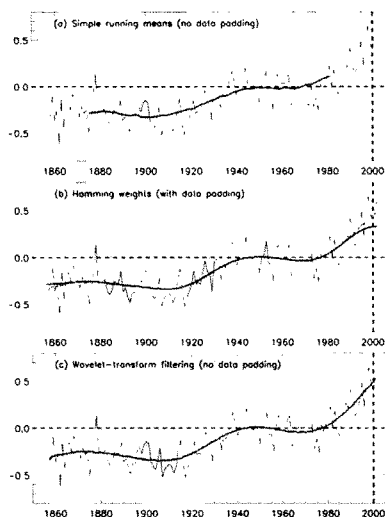 (a) Simple running means (no data padding)
0.5
0.0
-0.5
1860 1880 1900 1920 1940 1960 1980 2000
(b) Hamming weights (with data padding)
0.5
0.0
-0.5
1860 1880 1900 1920 1940 1960 1980 2000
(c) Wavelet-transform filtering (no data padding)
0.5
0.0
-0.5
1860 1880 1900 1920 1940 1960 1980 2000